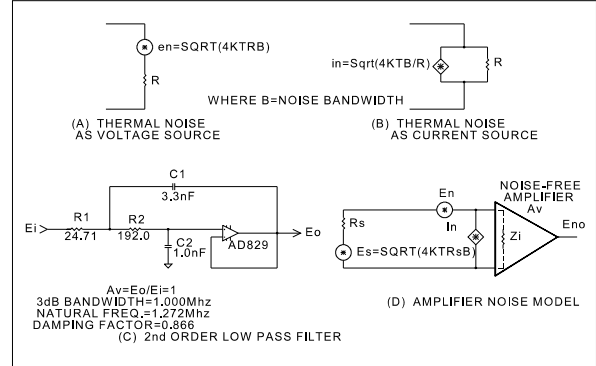 en=SQRT(4KTRB)
R
in=Sqrt(4KTB/R)
R
WHERE B=NOISE BANDWIDTH
(A) THERMAL NOISE
AS VOLTAGE SOURCE
(B) THERMAL NOISE
AS CURRENT SOURCE
C1
3.3nF
Ei
R1
24.71
R2
192.0
C2
1.0nF
AD829
Eo
Av=Eo/Ei=1
3dB BANDWIDTH=1.000Mhz
NATURAL FREQ.=1.272Mhz
DAMPING FACTOR=0.866
(C) 2nd ORDER LOW PASS FILTER
En
NOISE-FREE
AMPLIFIER
Av
Rs
In
Zi
Eno
Es=SQRT(4KTRsB)
(D) AMPLIFIER NOISE MODEL